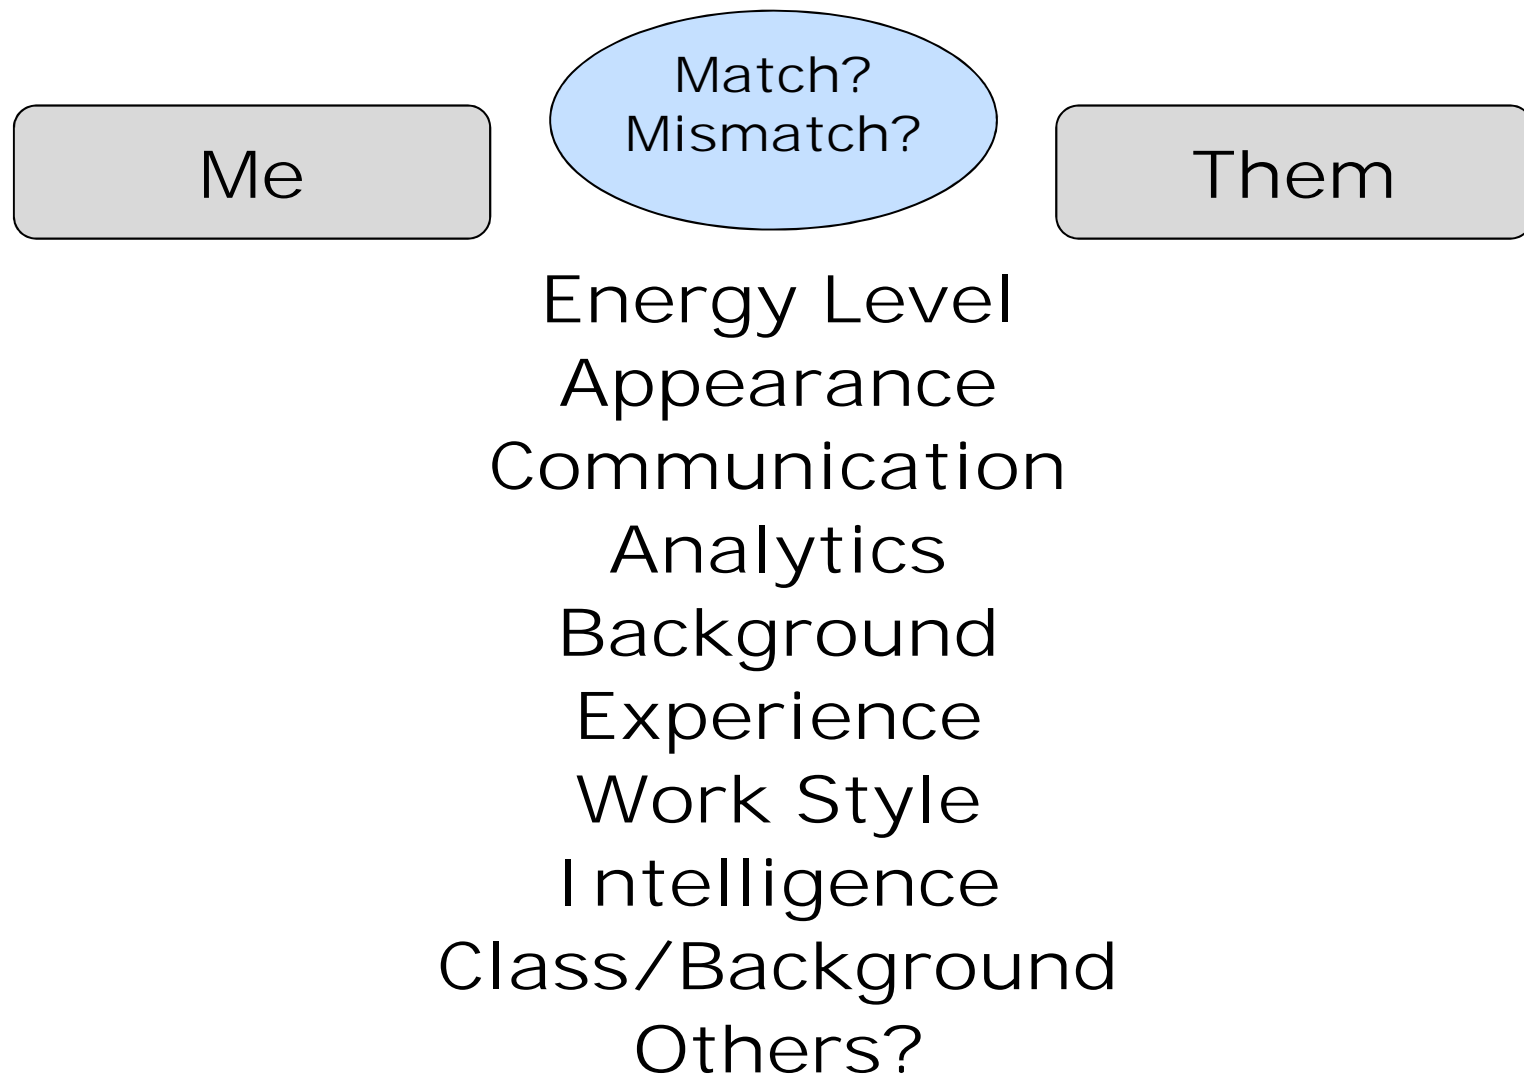 Match?
Mismatch?
Me
Them
Energy Level
Appearance
Communication
Analytics
Background
Experience
Work Style
Intelligence
Class/Background
Others?